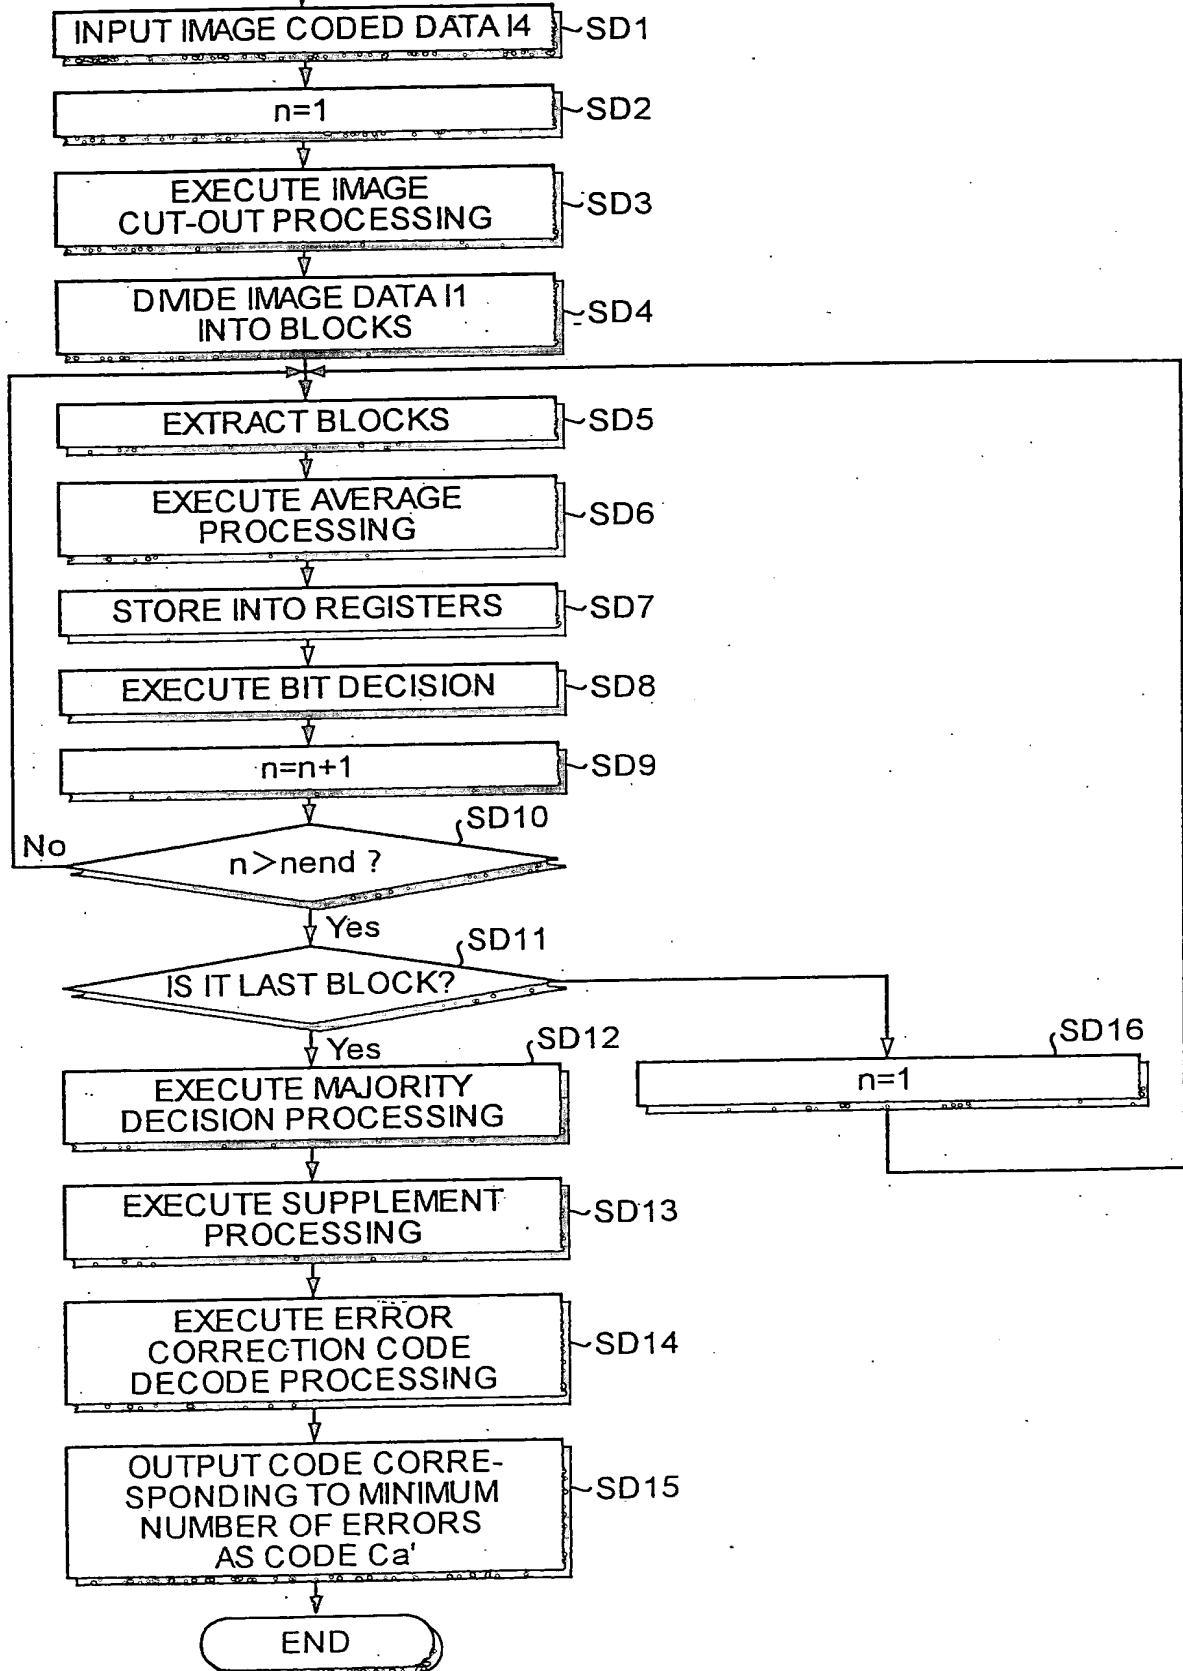 INPUT IMAGE CODED DATA I4
SD1
n=1
SD2
EXECUTE IMAGE
CUT-OUT PROCESSING
SD3
DIVIDE IMAGE DATA I1
INTO BLOCKS
SD4
EXTRACT BLOCKS
SD5
EXECUTE AVERAGE
PROCESSING
SD6
STORE INTO REGISTERS
SD7
EXECUTE BIT DECISION
SD8
n=n+1
SD9
SD10
No
n>nend ?
Yes
SD11
IS IT LAST BLOCK?
Yes
SD12
EXECUTE MAJORITY
DECISION PROCESSING
SD16
n=1
EXECUTE SUPPLEMENT
PROCESSING
SD13
EXECUTE ERROR
CORRECTION CODE
DECODE PROCESSING
SD14
OUTPUT CODE CORRE-
SPONDING TO MINIMUM
NUMBER OF ERRORS
AS CODE Ca'
SD15
END